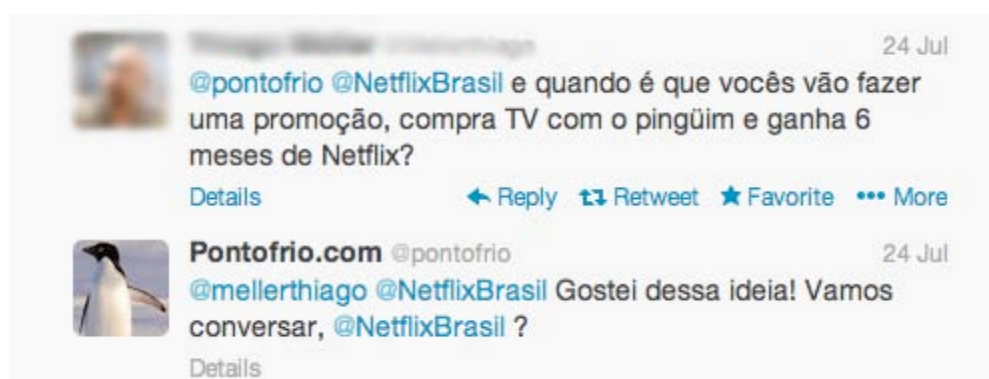 24 Jul
@pontofrio @NetflixBrasil e quando é que vocês vão fazer
uma promoção, compra TV com o pingüim e ganha 6
meses de Netflix?
Details Reply Retweet Favorite More
Pontofrio.com @pontofrio 24 Jul
@mellerthiago @NetflixBrasil Gostei dessa ideia! Vamos
conversar, @NetflixBrasil ?
Details